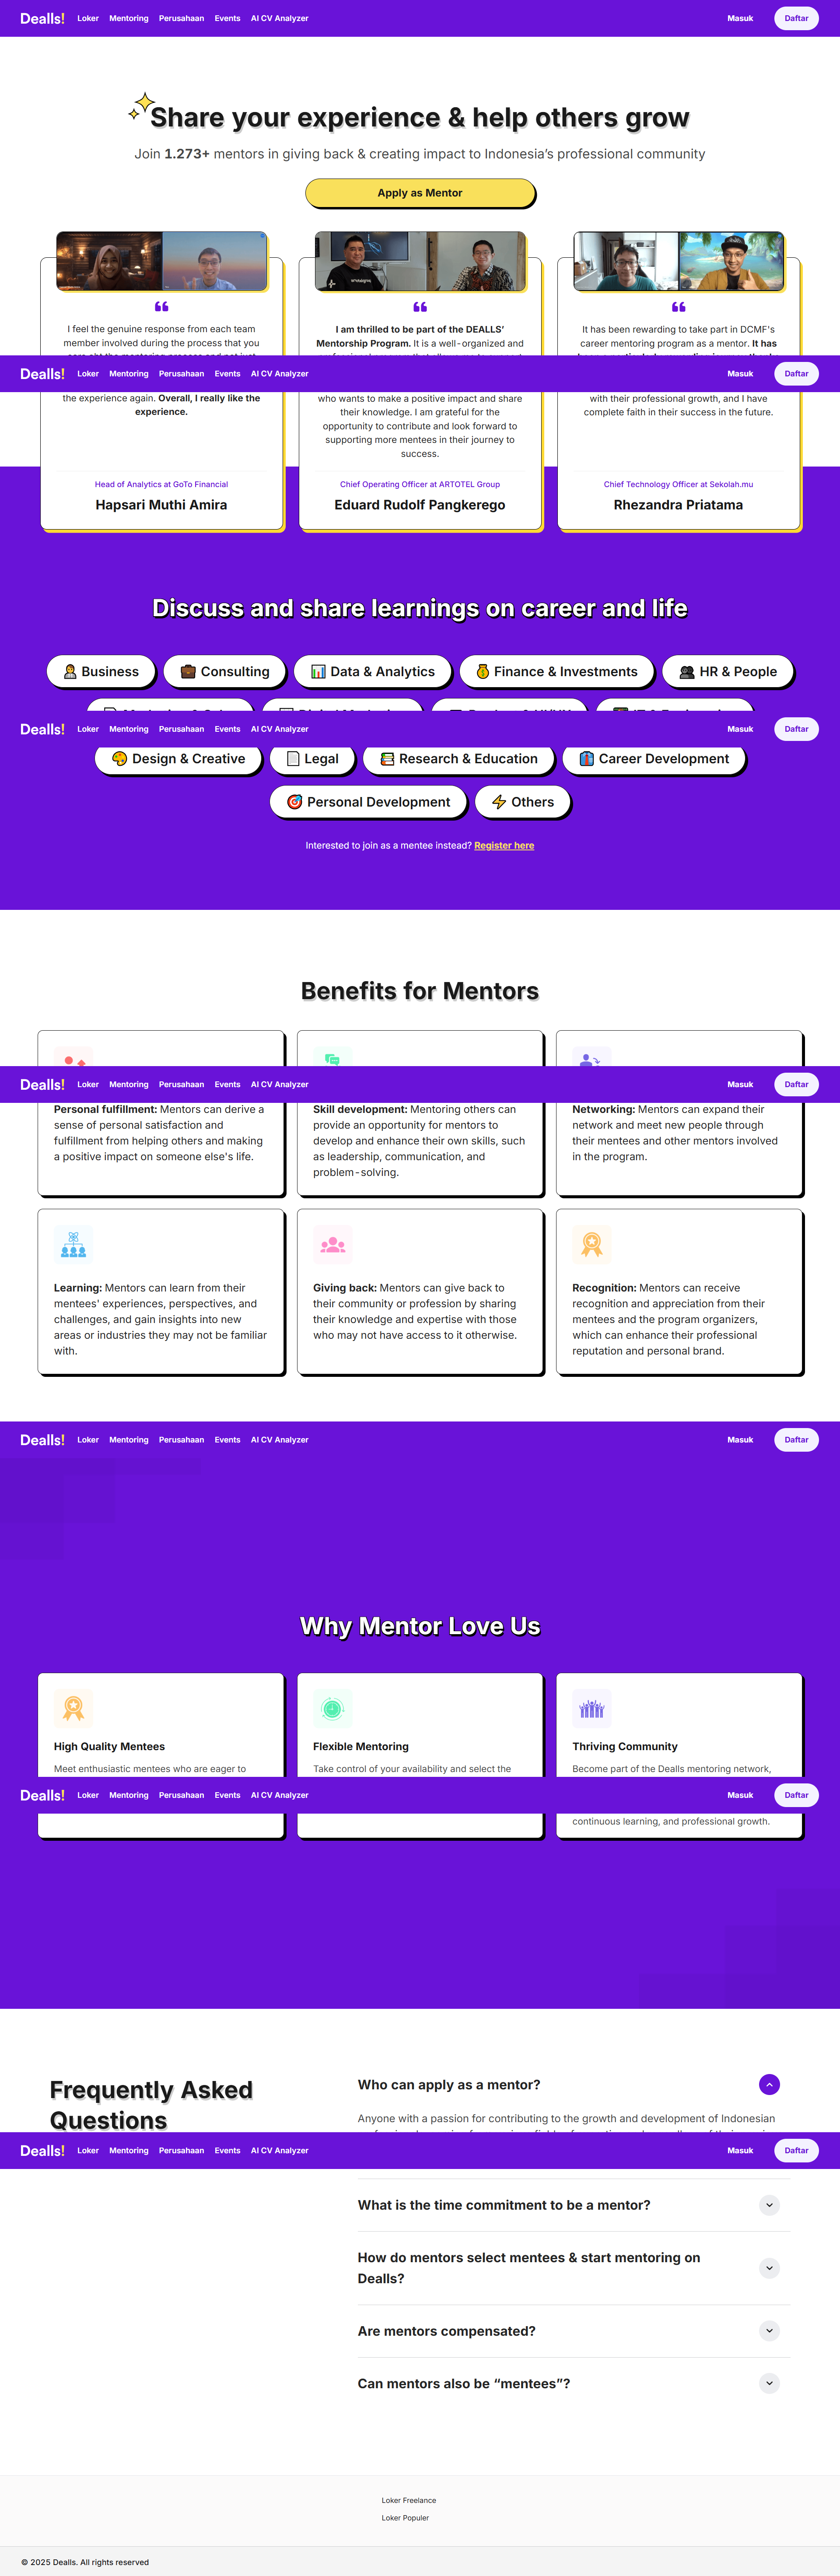 Dealls! Loker Mentoring Perusahaan Events AI CV Analyzer Masuk Daftar
Share your experience & help others grow
Join 1.273+ mentors in giving back & creating impact to Indonesia's professional community
Apply as Mentor
I feel the genuine response from each team
member involved during the process that you
I am thrilled to be part of the DEALLS'
Mentorship Program. It is a well-organized and
It has been rewarding to take part in DCMF's
career mentoring program as a mentor. It has
Dealls! Loker Mentoring Perusahaan Events AI CV Analyzer Masuk Daftar
the experience again. Overall, I really like the
experience.
Head of Analytics at GoTo Financial
Hapsari Muthi Amira
who wants to make a positive impact and share
their knowledge. I am grateful for the
opportunity to contribute and look forward to
supporting more mentees in their journey to
success.
Chief Operating Officer at ARTOTEL Group
Eduard Rudolf Pangkerego
with their professional growth, and I have
complete faith in their success in the future.
Chief Technology Officer at Sekolah.mu
Rhezandra Priatama
Discuss and share learnings on career and life
Business Consulting Data & Analytics Finance & Investments HR & People
Dealls! Loker Mentoring Perusahaan Events AI CV Analyzer Masuk Daftar
Design & Creative Legal Research & Education Career Development
Personal Development Others
Interested to join as a mentee instead? Register here
Benefits for Mentors
Dealls! Loker Mentoring Perusahaan Events AI CV Analyzer Masuk Daftar
Personal fulfillment: Mentors can derive a
sense of personal satisfaction and
fulfillment from helping others and making
a positive impact on someone else's life.
Skill development: Mentoring others can
provide an opportunity for mentors to
develop and enhance their own skills, such
as leadership, communication, and
problem-solving.
Networking: Mentors can expand their
network and meet new people through
their mentees and other mentors involved
in the program.
Learning: Mentors can learn from their
mentees' experiences, perspectives, and
challenges, and gain insights into new
areas or industries they may not be familiar
with.
Giving back: Mentors can give back to
their community or profession by sharing
their knowledge and expertise with those
who may not have access to it otherwise.
Recognition: Mentors can receive
recognition and appreciation from their
mentees and the program organizers,
which can enhance their professional
reputation and personal brand.
Dealls! Loker Mentoring Perusahaan Events AI CV Analyzer Masuk Daftar
Why Mentor Love Us
High Quality Mentees
Meet enthusiastic mentees who are eager to
Flexible Mentoring
Take control of your availability and select the
Thriving Community
Become part of the Dealls mentoring network,
Dealls! Loker Mentoring Perusahaan Events AI CV Analyzer Masuk Daftar
continuous learning, and professional growth.
Frequently Asked
Questions
Who can apply as a mentor?
Anyone with a passion for contributing to the growth and development of Indonesian
Dealls! Loker Mentoring Perusahaan Events AI CV Analyzer Masuk Daftar
What is the time commitment to be a mentor?
How do mentors select mentees & start mentoring on
Dealls?
Are mentors compensated?
Can mentors also be “mentees”?
Loker Freelance
Loker Populer
© 2025 Dealls. All rights reserved